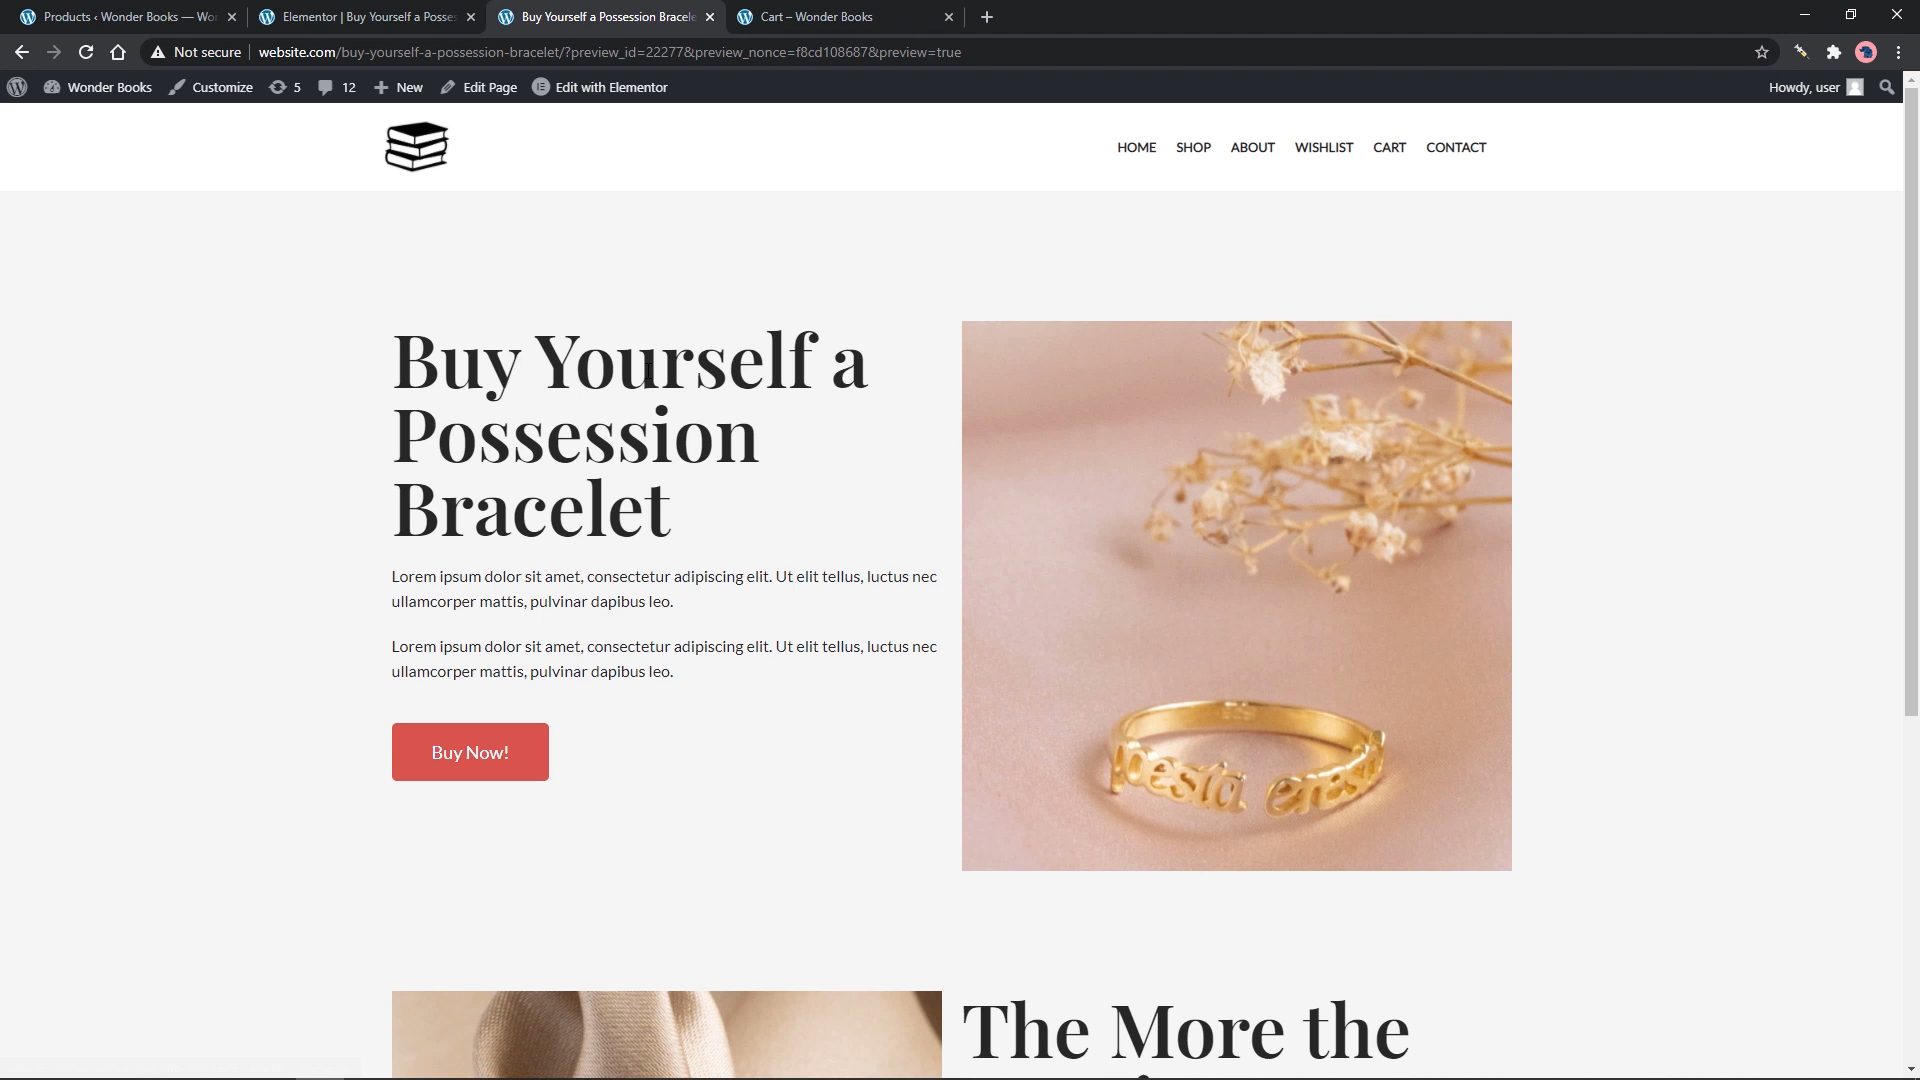 Products ‹ Wonder Books — Wor
Elementor | Buy Yourself a Posses
Buy Yourself a Possession Bracele
Cart – Wonder Books
Not secure
website.com/buy-yourself-a-possession-bracelet/?preview_id=22277&preview_nonce=f8cd108687&preview=true
Wonder Books
Customize
5
12
New
Edit Page
Edit with Elementor
Howdy, user
HOME
SHOP
ABOUT
WISHLIST
CART
CONTACT
Buy Yourself a
Possession
Bracelet
Lorem ipsum dolor sit amet, consectetur adipiscing elit. Ut elit tellus, luctus nec
ullamcorper mattis, pulvinar dapibus leo.
Lorem ipsum dolor sit amet, consectetur adipiscing elit. Ut elit tellus, luctus nec
ullamcorper mattis, pulvinar dapibus leo.
Buy Now!
The More the